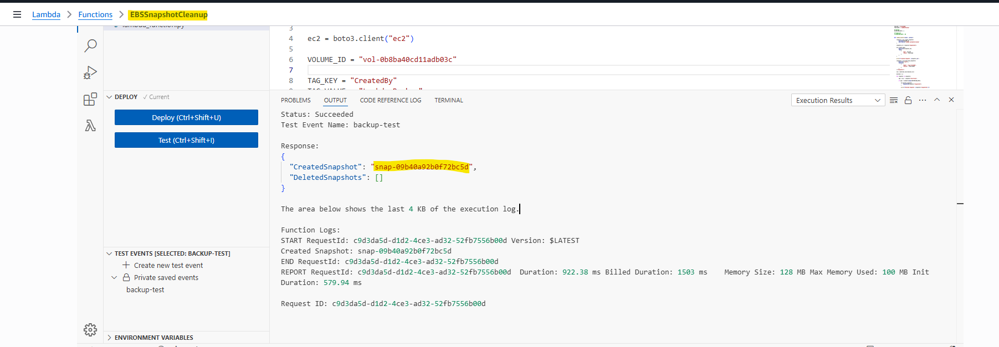 Lambda > Functions > EBSSnapshotCleanup
lambda_function.py
3
4 ec2 = boto3.client("ec2")
5
6 VOLUME_ID = "vol-0b8ba40cd11adb03c"
7
8 TAG_KEY = "CreatedBy"
DEPLOY ✓ Current
Deploy (Ctrl+Shift+U)
Test (Ctrl+Shift+I)
PROBLEMS OUTPUT CODE REFERENCE LOG TERMINAL Execution Results
Status: Succeeded
Test Event Name: backup-test
Response:
{
"CreatedSnapshot": "snap-09b40a92b0f72bc5d",
"DeletedSnapshots": []
}
The area below shows the last 4 KB of the execution log.
Function Logs:
START RequestId: c9d3da5d-d1d2-4ce3-ad32-52fb7556b00d Version: $LATEST
Created Snapshot: snap-09b40a92b0f72bc5d
END RequestId: c9d3da5d-d1d2-4ce3-ad32-52fb7556b00d
REPORT RequestId: c9d3da5d-d1d2-4ce3-ad32-52fb7556b00d Duration: 922.38 ms Billed Duration: 1503 ms Memory Size: 128 MB Max Memory Used: 100 MB Init
Duration: 579.94 ms
Request ID: c9d3da5d-d1d2-4ce3-ad32-52fb7556b00d
TEST EVENTS [SELECTED: BACKUP-TEST]
Create new test event
Private saved events
backup-test
ENVIRONMENT VARIABLES